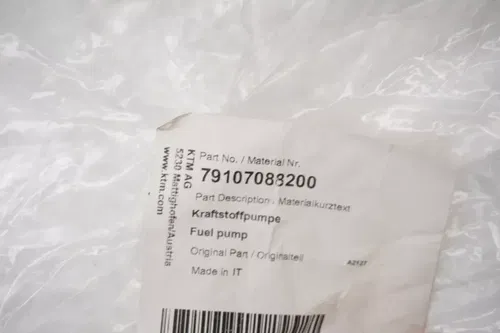 KTM AG
5230 Mattighofen/Austria
www.ktm.com
Part No. / Material Nr.
79107088200
Part Description / Materialkurztext
Kraftstoffpumpe
Fuel pump
Original Part / Originalteil
Made in IT
A2127